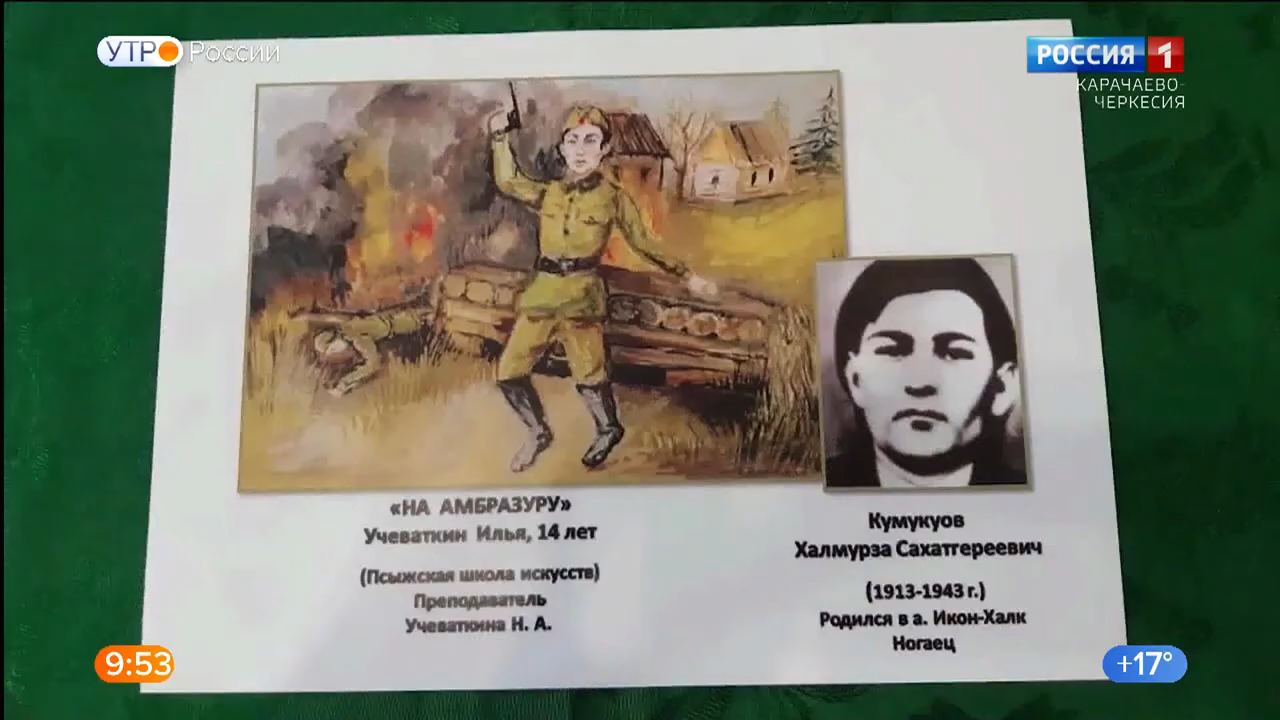 УТРО России
РОССИЯ 1
КАРАЧАЕВО-
ЧЕРКЕСИЯ
«НА АМБРАЗУРУ»
Учеваткин Илья, 14 лет
(Псыжская школа искусств)
Преподаватель
Учеваткина Н. А.
Кумукуов
Халмурза Сахатгереевич
(1913-1943 г.)
Родился в а. Икон-Халк
Ногаец
9:53
+17°